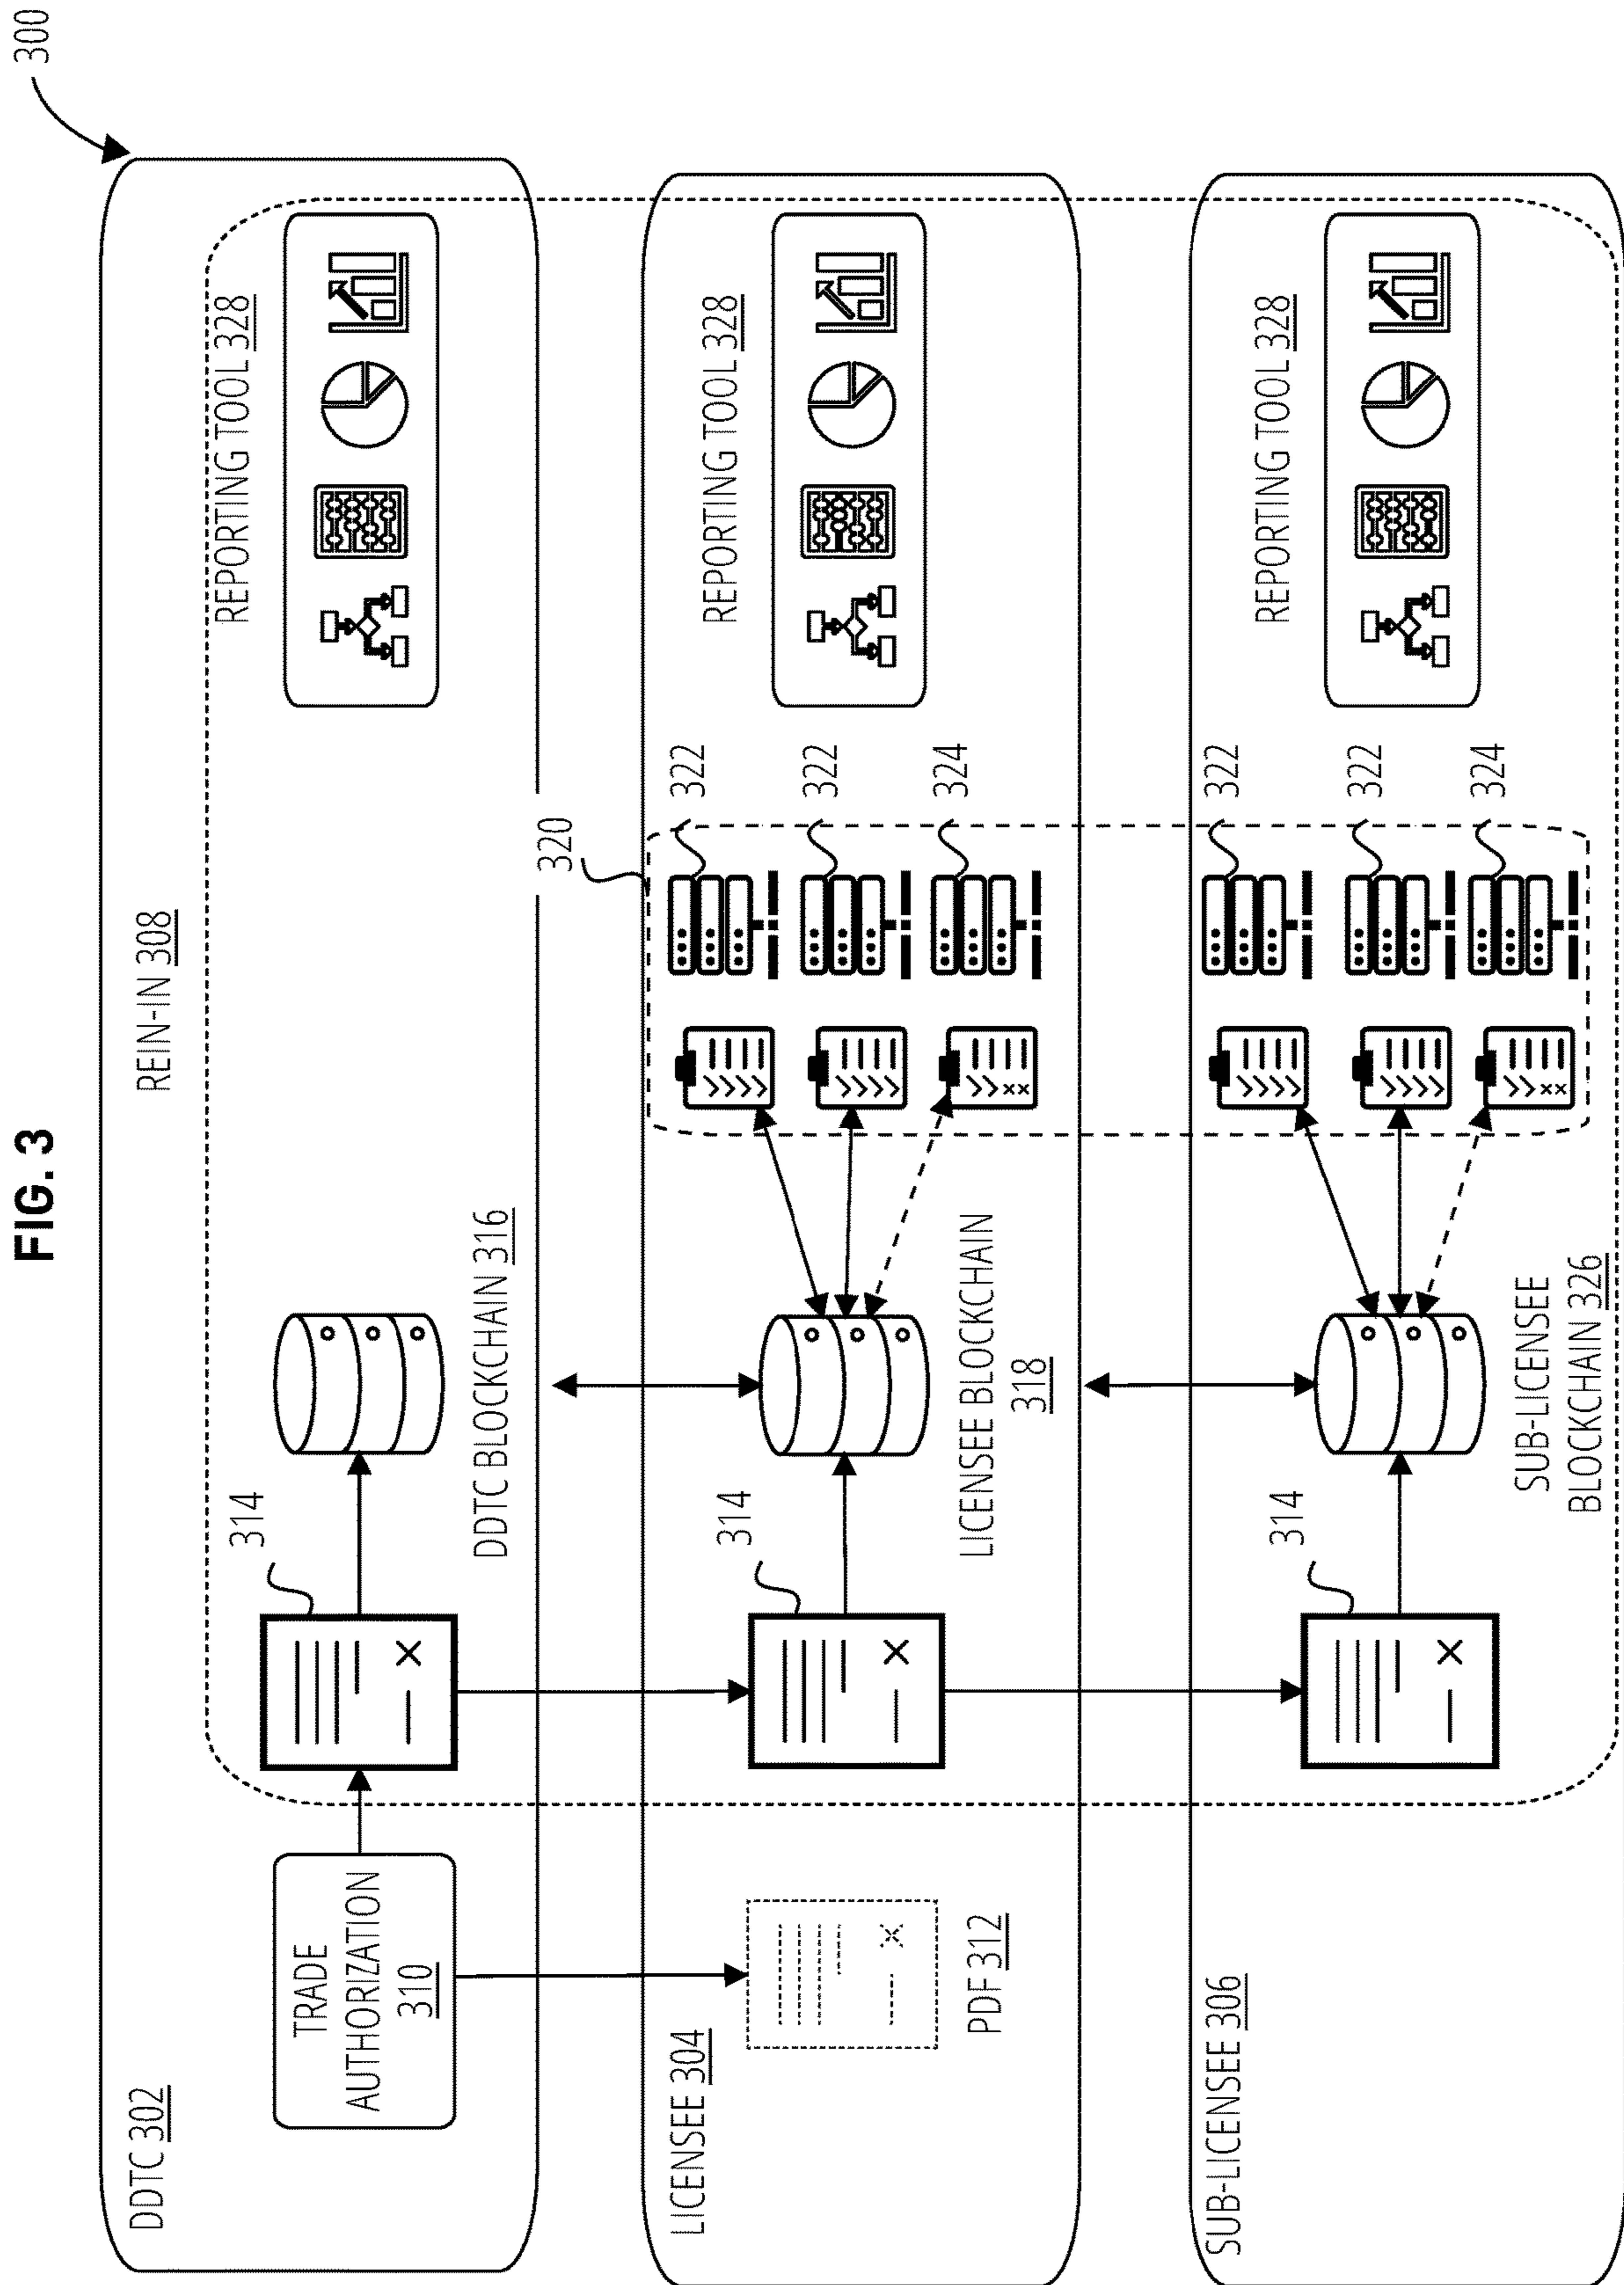 FIG. 3
300
DDTC 302
REIN-IN 308
TRADE
AUTHORIZATION
310
314
DDTC BLOCKCHAIN 316
REPORTING TOOL 328
LICENSEE 304
PDF 312
314
LICENSEE BLOCKCHAIN
318
320
322
322
324
REPORTING TOOL 328
SUB-LICENSEE 306
314
SUB-LICENSEE
BLOCKCHAIN 326
322
322
324
REPORTING TOOL 328